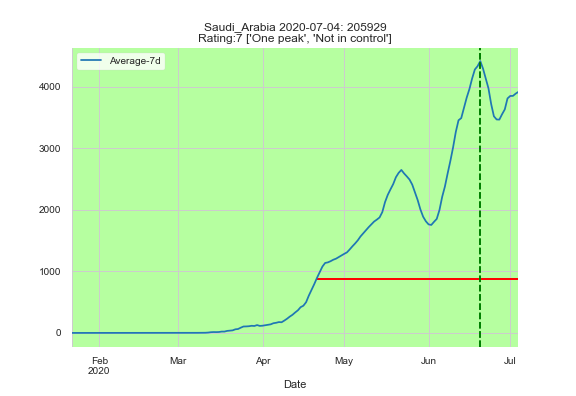 Saudi_Arabia 2020-07-04: 205929
Rating:7 ['One peak', 'Not in control']
Average-7d
4000
3000
2000
1000
0
Feb Mar Apr May Jun Jul
2020
Date